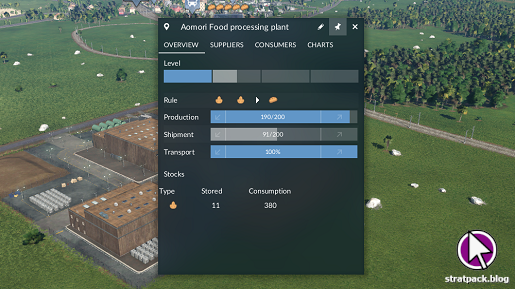 Aomori Food processing plant
OVERVIEW SUPPLIERS CONSUMERS CHARTS
Level
Rule
Production 190/200
Shipment 91/200
Transport 100%
Stocks
Type Stored Consumption
11 380
stratpack.blog